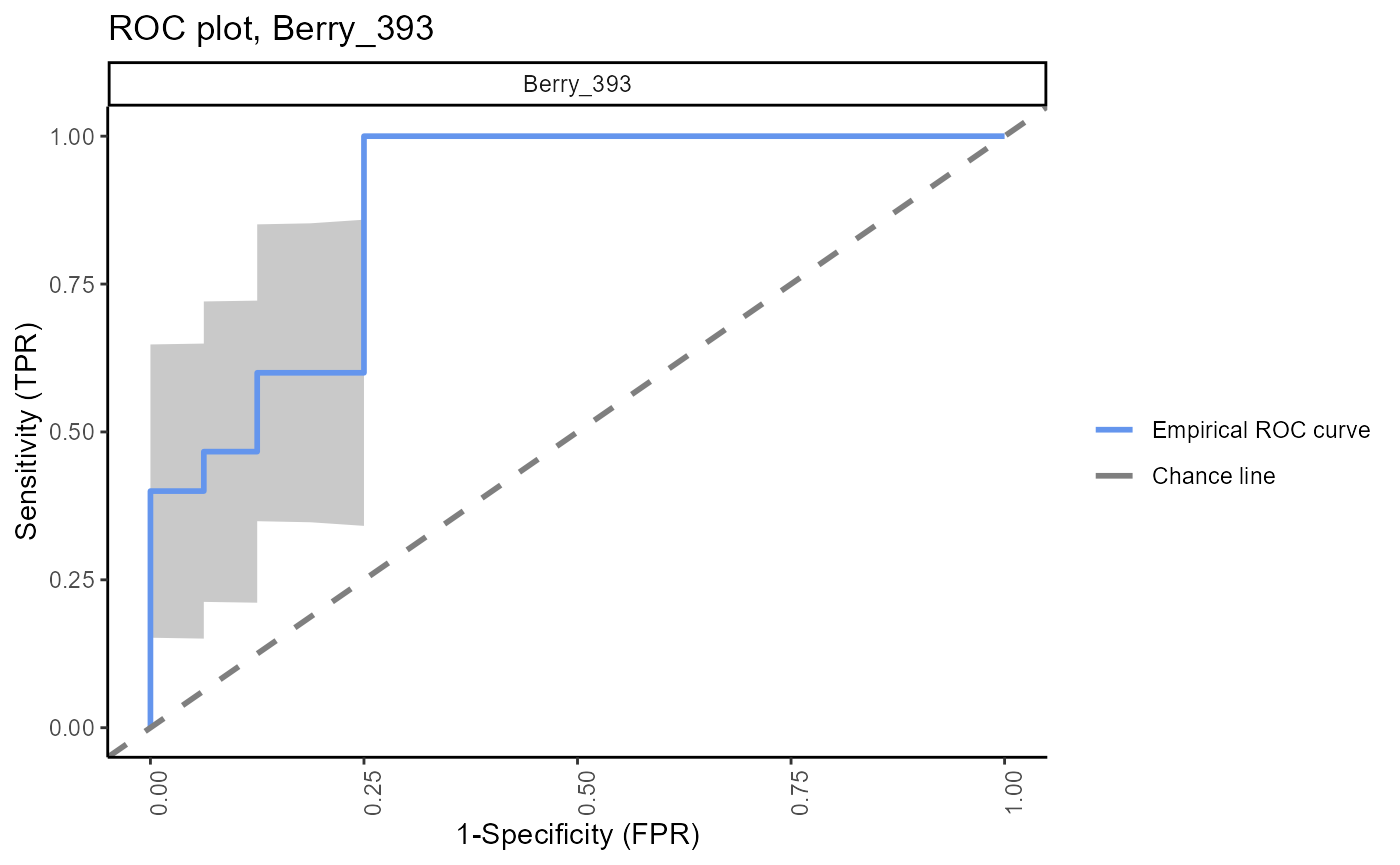 ROC plot, Berry_393
Berry_393
1.00
0.75
0.50
0.25
0.00
Sensitivity (TPR)
0.00
0.25
0.50
0.75
1.00
1-Specificity (FPR)
Empirical ROC curve
Chance line